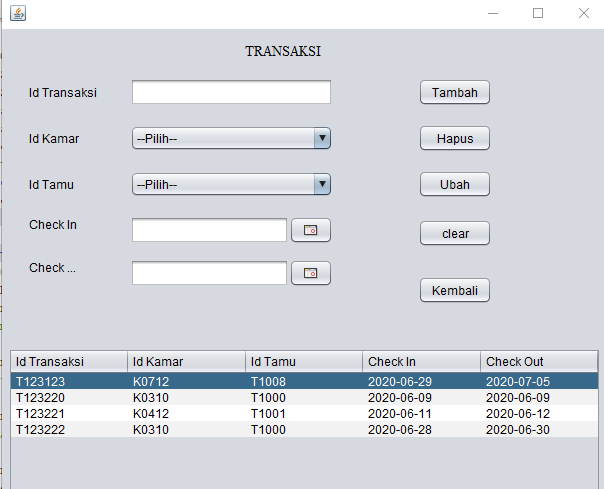 TRANSAKSI
Id Transaksi Tambah
Id Kamar --Pilih-- Hapus
Id Tamu --Pilih-- Ubah
Check In clear
Check ...
Kembali
Id Transaksi Id Kamar Id Tamu Check In Check Out
T123123 K0712 T1008 2020-06-29 2020-07-05
T123220 K0310 T1000 2020-06-09 2020-06-09
T123221 K0412 T1001 2020-06-11 2020-06-12
T123222 K0310 T1000 2020-06-28 2020-06-30